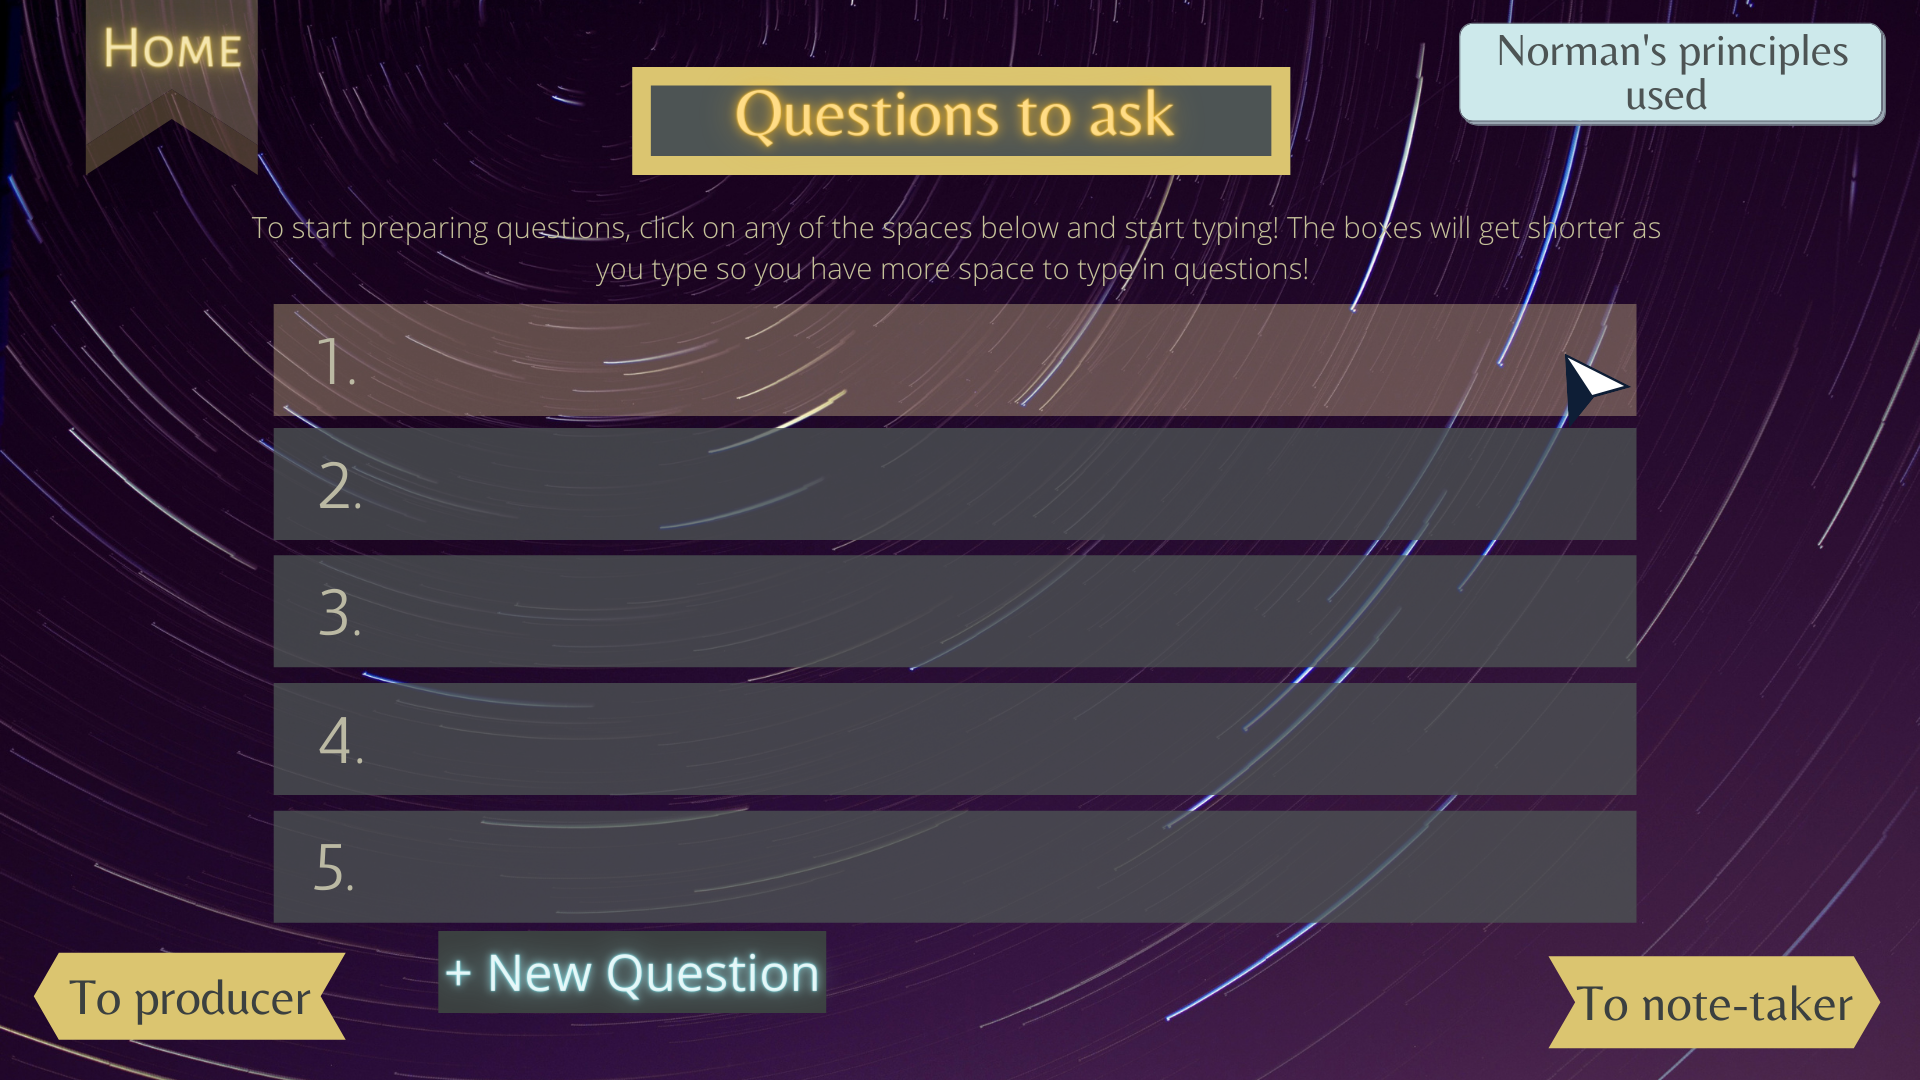 Home
Norman's principles
used
Questions to ask
To start preparing questions, click on any of the spaces below and start typing! The boxes will get shorter as
you type so you have more space to type in questions!
1.
2.
3.
4.
5.
+ New Question
To producer
To note-taker